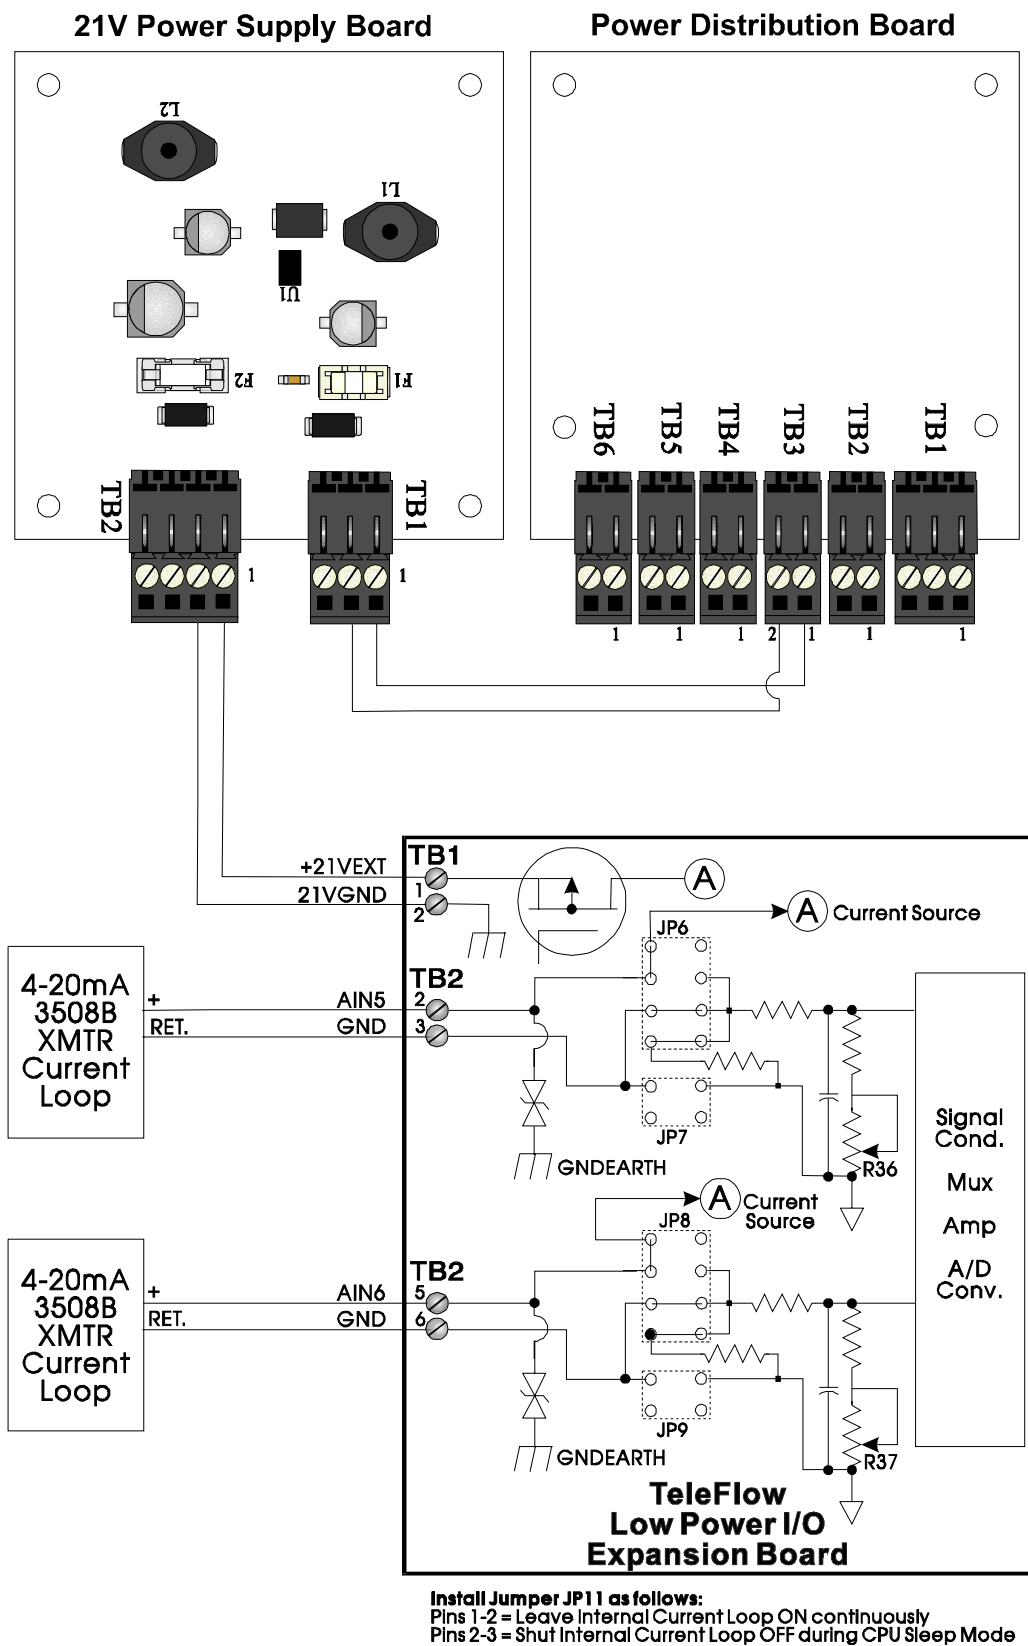 21V Power Supply Board
Power Distribution Board
L2
L1
U1
F2
F1
TB2
TB1
TB6
TB5
TB4
TB3
TB2
TB1
1
1
1
1
1
2
1
1
1
+21VEXT
21VGND
TB1
1
2
A
A
Current Source
JP6
4-20mA
3508B
XMTR
Current
Loop
+
RET.
AIN5
GND
TB2
2
3
JP7
GNDEARTH
R36
Signal
Cond.
Mux
Amp
A/D
Conv.
A
Current
Source
JP8
4-20mA
3508B
XMTR
Current
Loop
+
RET.
AIN6
GND
TB2
5
6
JP9
GNDEARTH
R37
TeleFlow
Low Power I/O
Expansion Board
Install Jumper JP11 as follows:
Pins 1-2 = Leave Internal Current Loop ON continuously
Pins 2-3 = Shut Internal Current Loop OFF during CPU Sleep Mode